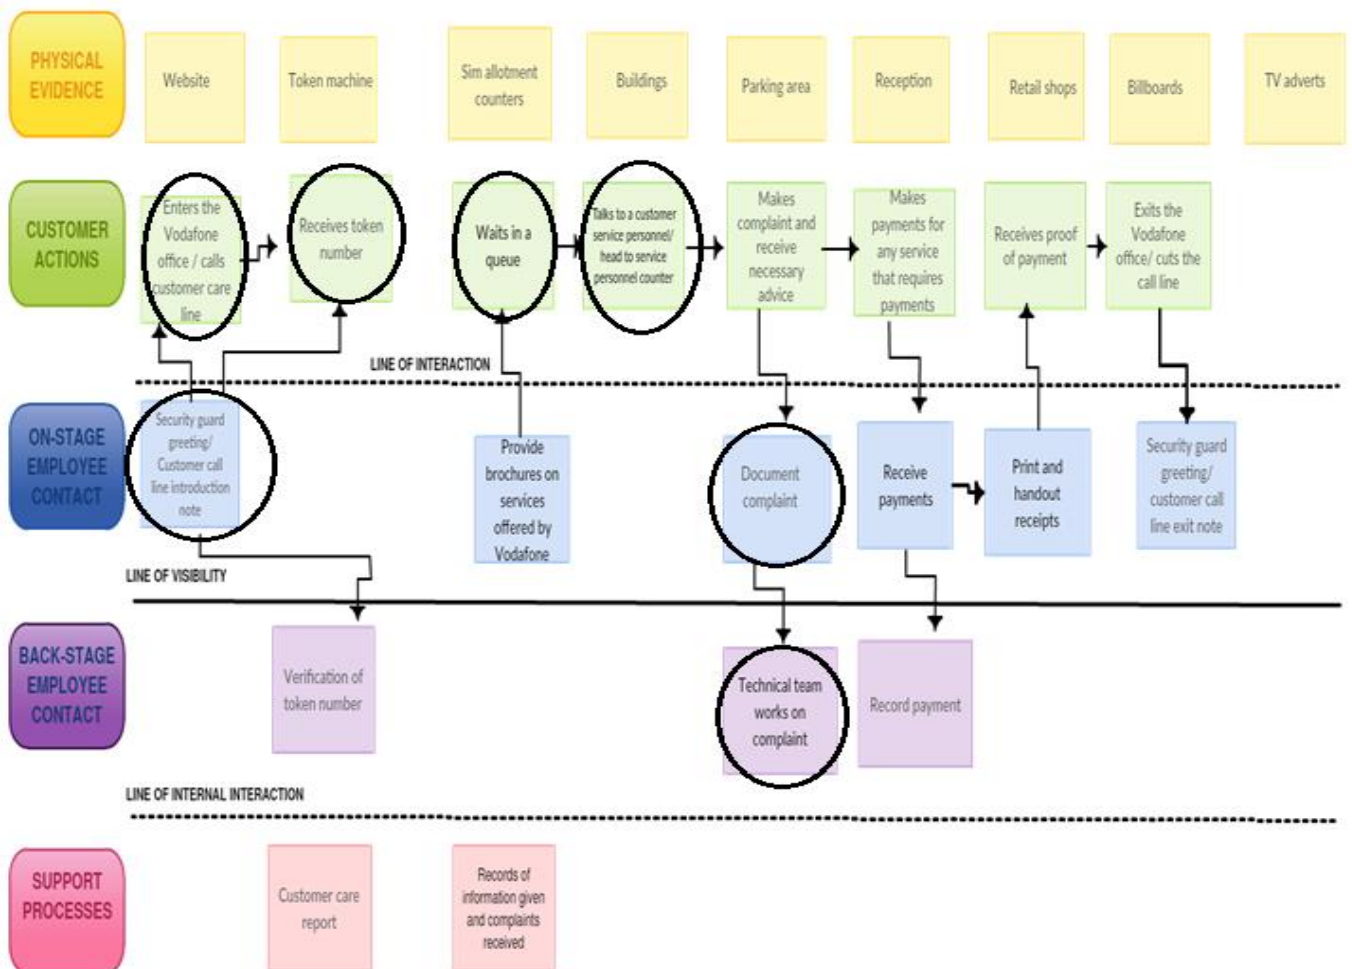 PHYSICAL
EVIDENCE
Website
Token machine
Sim allotment
counters
Buildings
Parking area
Reception
Retail shops
Billboards
TV adverts
CUSTOMER
ACTIONS
Enters the
Vodafone
office / calls
customer care
line
Receives token
number
Waits in a
queue
Talks to a customer
service personnel/
head to service
personnel counter
Makes
complaint and
receive
necessary
advice
Makes
payments for
any service
that requires
payments
Receives proof
of payment
Exits the
Vodafone
office/ cuts the
call line
LINE OF INTERACTION
ON-STAGE
EMPLOYEE
CONTACT
Security guard
greeting/
Customer call
line introduction
note
Provide
brochures on
services
offered by
Vodafone
Document
complaint
Receive
payments
Print and
handout
receipts
Security guard
greeting/
customer call
line exit note
LINE OF VISIBILITY
BACK-STAGE
EMPLOYEE
CONTACT
Verification of
token number
Technical team
works on
complaint
Record payment
LINE OF INTERNAL INTERACTION
SUPPORT
PROCESSES
Customer care
report
Records of
information given
and complaints
received